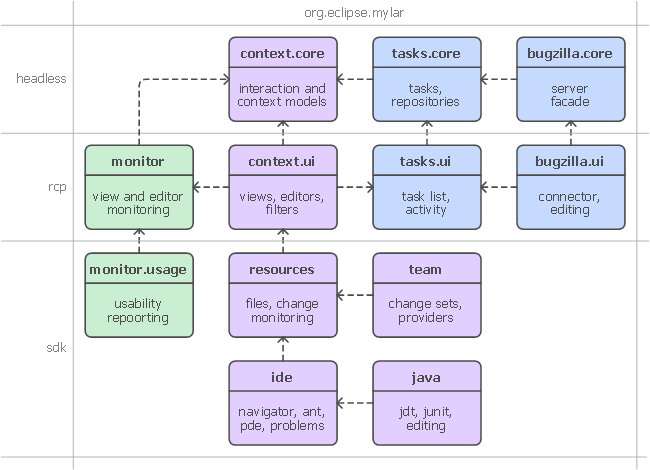 org.eclipse.mylar
headless
context.core
interaction and
context models
tasks.core
tasks,
repositories
bugzilla.core
server
facade
rcp
monitor
view and editor
monitoring
context.ui
views, editors,
filters
tasks.ui
task list,
activity
bugzilla.ui
connector,
editing
sdk
monitor.usage
usability
repoorting
resources
files, change
monitoring
team
change sets,
providers
ide
navigator, ant,
pde, problems
java
jdt, junit,
editing